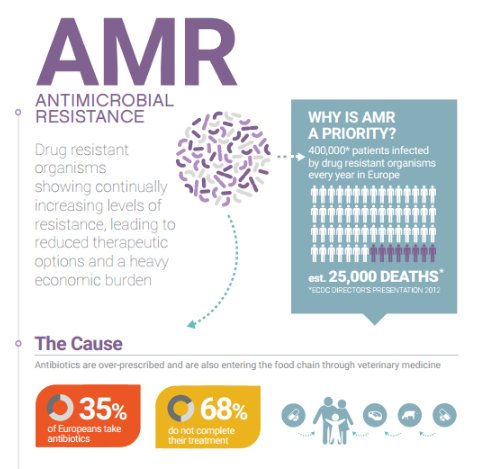 AMR
ANTIMICROBIAL
RESISTANCE
Drug resistant
organisms
showing continually
increasing levels of
resistance, leading to
reduced therapeutic
options and a heavy
economic burden
WHY IS AMR
A PRIORITY?
400,000* patients infected
by drug resistant organisms
every year in Europe
est. 25,000 DEATHS*
*ECDC DIRECTOR'S PRESENTATION 2012
The Cause
Antibiotics are over-prescribed and are also entering the food chain through veterinary medicine
35%
of Europeans take
antibiotics
68%
do not complete
their treatment